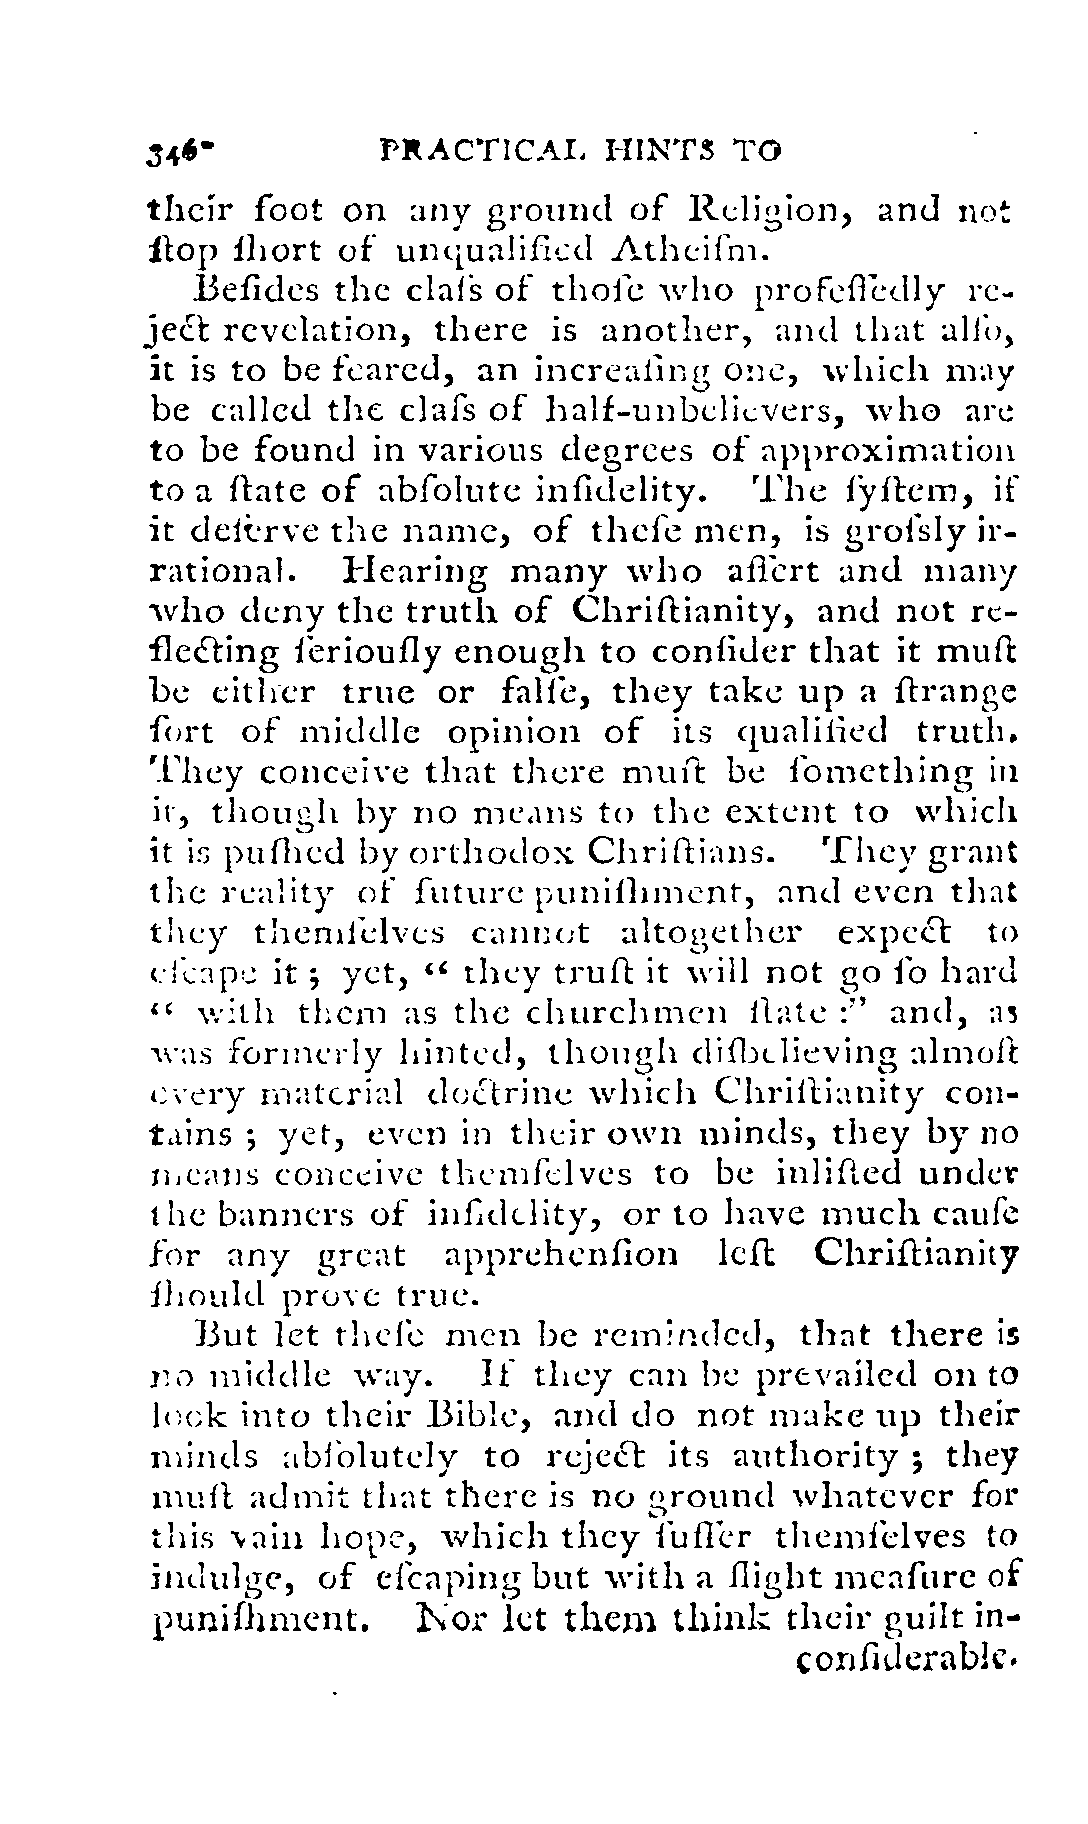 346 PRACTICAL HINTS TO
their foot on any ground of Religion, and not
ſtop ſhort of unqualified Atheiſm.
Beſides the claſs of thoſe who profeſſedly re-
ject revelation, there is another, and that alſo,
it is to be feared, an increaſing one, which may
be called the claſs of half-unbelievers, who are
to be found in various degrees of approximation
to a ſtate of abſolute infidelity. The ſyſtem, if
it deſerve the name, of theſe men, is groſsly ir-
rational. Hearing many who aſſert and many
who deny the truth of Chriſtianity, and not re-
flecting ſeriouſly enough to conſider that it muſt
be either true or falſe, they take up a ſtrange
ſort of middle opinion of its qualified truth.
They conceive that there muſt be ſomething in
it, though by no means to the extent to which
it is puſhed by orthodox Chriſtians. They grant
the reality of future puniſhment, and even that
they themſelves cannot altogether expect to
eſcape it ; yet, “ they truſt it will not go ſo hard
“ with them as the churchmen ſtate :” and, as
was formerly hinted, though diſbelieving almoſt
every material doctrine which Chriſtianity con-
tains ; yet, even in their own minds, they by no
means conceive themſelves to be inliſted under
the banners of infidelity, or to have much cauſe
for any great apprehenſion leſt Chriſtianity
ſhould prove true.
But let theſe men be reminded, that there is
no middle way. If they can be prevailed on to
look into their Bible, and do not make up their
minds abſolutely to reject its authority ; they
muſt admit that there is no ground whatever for
this vain hope, which they ſuffer themſelves to
indulge, of eſcaping but with a ſlight meaſure of
puniſhment. Nor let them think their guilt in-
conſiderable.